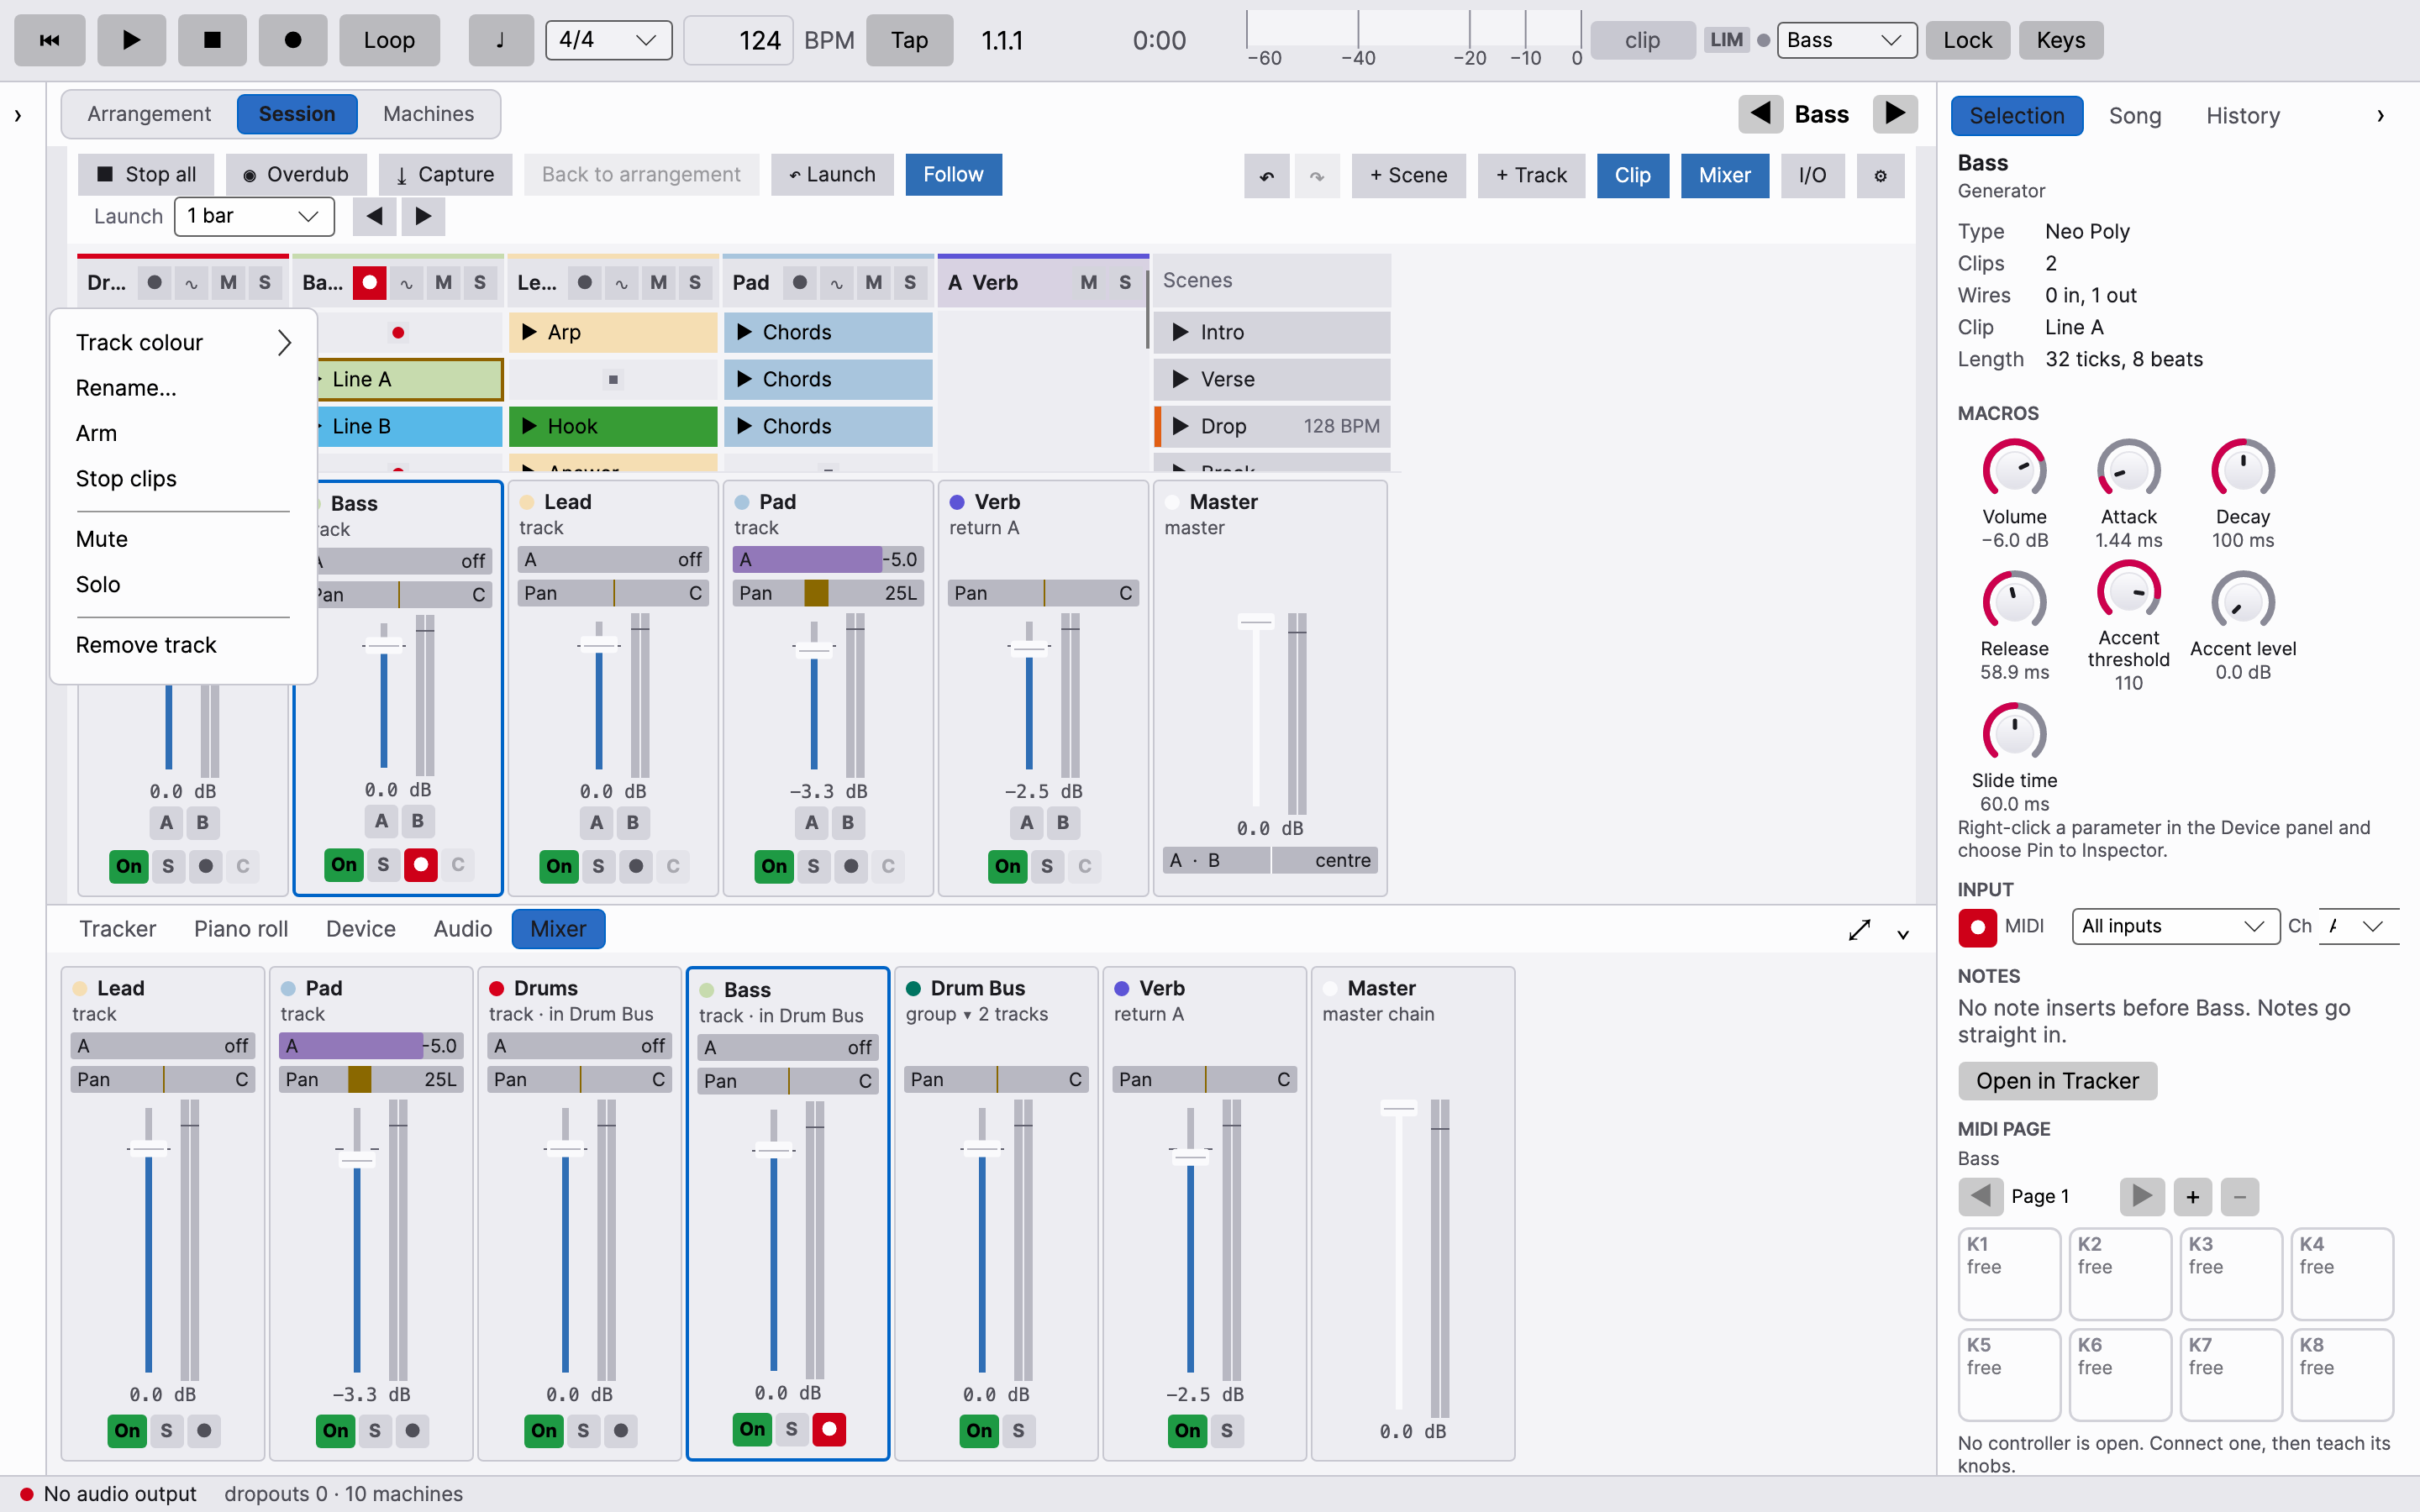 Loop
4/4
124 BPM
Tap
1.1.1
0:00
−60 −40 −20 −10 0
clip
LIM
Bass
Lock
Keys
Arrangement
Session
Machines
Bass
Stop all
Overdub
Capture
Back to arrangement
Launch
Follow
+ Scene
+ Track
Clip
Mixer
I/O
Launch
1 bar
Dr... M S
Ba... M S
Le... M S
Pad M S
A Verb M S
Scenes
Track colour
Rename...
Arm
Stop clips
Mute
Solo
Remove track
Arp
Chords
Intro
Line A
Chords
Verse
Line B
Hook
Chords
Drop 128 BPM
Bass
off
C
0.0 dB
A B
On S C
0.0 dB
A B
On S C
Lead
track
A off
Pan C
0.0 dB
A B
On S C
Pad
track
A -5.0
Pan 25L
−3.3 dB
A B
On S C
Verb
return A
Pan C
−2.5 dB
A B
On S C
Master
master
0.0 dB
A · B centre
Tracker
Piano roll
Device
Audio
Mixer
Lead
track
A off
Pan C
0.0 dB
On S
Pad
track
A -5.0
Pan 25L
−3.3 dB
On S
Drums
track · in Drum Bus
A off
Pan C
0.0 dB
On S
Bass
track · in Drum Bus
A off
Pan C
0.0 dB
On S
Drum Bus
group ▾ 2 tracks
Pan C
0.0 dB
On S
Verb
return A
Pan C
−2.5 dB
On S
Master
master chain
0.0 dB
Selection
Song
History
Bass
Generator
Type Neo Poly
Clips 2
Wires 0 in, 1 out
Clip Line A
Length 32 ticks, 8 beats
MACROS
Volume
−6.0 dB
Attack
1.44 ms
Decay
100 ms
Release
58.9 ms
Accent
threshold
110
Accent level
0.0 dB
Slide time
60.0 ms
Right-click a parameter in the Device panel and
choose Pin to Inspector.
INPUT
MIDI
All inputs
Ch
NOTES
No note inserts before Bass. Notes go
straight in.
Open in Tracker
MIDI PAGE
Bass
Page 1
+ −
K1
free
K2
free
K3
free
K4
free
K5
free
K6
free
K7
free
K8
free
No controller is open. Connect one, then teach its
knobs.
No audio output
dropouts 0 · 10 machines